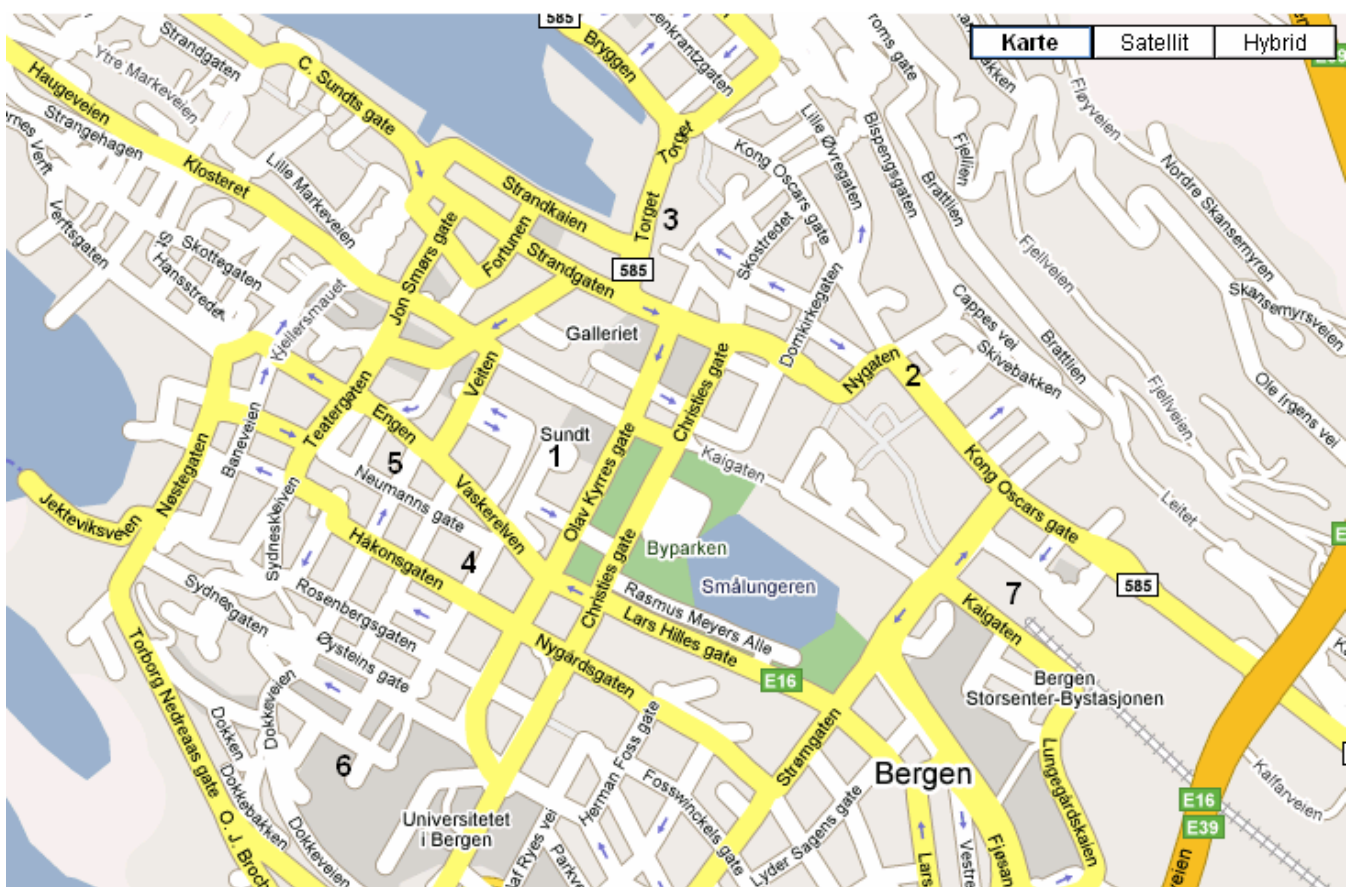 585
Bryggen
Karte
Satellit
Hybrid
Strandgaten
Ytre Markeveien
C. Sundts gate
Haugeveien
Strangehagen
Klosteret
Lille Markeveien
Verftsgaten
Skottegaten
Hansstredet
Strandkaien
Torget
Torget
3
Kong Oscars gate
Lille Øvregaten
Bispengsgaten
Brattlien
Fjellien
Fløyveien
Nordre Skansemyren
Skansemyrsveien
Ole Irgens vei
Fjellveien
Jon Smørs gate
Fortunen
Strandgaten
585
Skostredet
Domkirkegaten
Cappes vei
Skivebakken
Brattlien
Fjellveien
Leitet
Kjellersmauet
Galleriet
Veiten
Christies gate
Nygaten
2
Teatergaten
Engen
5
Sundt
1
Neumanns gate
Vaskerelven
Olav Kyrres gate
Kaigaten
Kong Oscars gate
Baneveien
Nøstegaten
Jekteviksveien
Sydneskleiven
Håkonsgaten
4
Byparken
Smålungeren
Christies gate
Rasmus Meyers Alle
Lars Hilles gate
E16
7
585
Kaigaten
Sydnesgaten
Rosenbergsgaten
Øysteins gate
Nygårdsgaten
Bergen
Storsenter-Bystasjonen
Torborg Nedreaas gate
Dokken
Dokkeveien
Dokkebakken
Dokkeveien
6
Herman Foss gate
Strømgaten
Bergen
Lungegårdskaien
Kalfarveien
E16
E39
Universitetet
i Bergen
Fosswinckels gate
Lyder Sagens gate